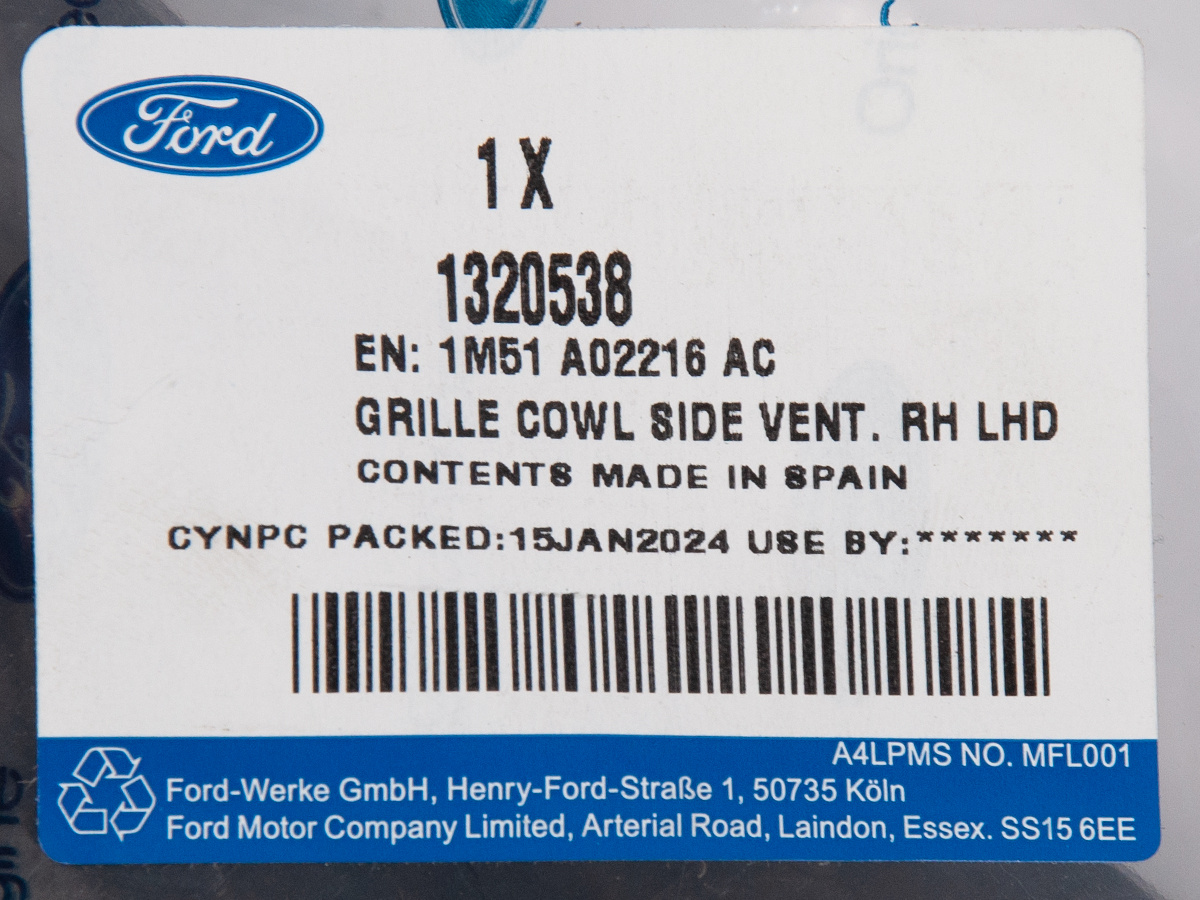 Ford
1 X
1320538
EN: 1M51 A02216 AC
GRILLE COWL SIDE VENT. RH LHD
CONTENTS MADE IN SPAIN
CYNPC PACKED:15JAN2024 USE BY:*******
A4LPMS NO. MFL001
Ford-Werke GmbH, Henry-Ford-Straße 1, 50735 Köln
Ford Motor Company Limited, Arterial Road, Laindon, Essex. SS15 6EE